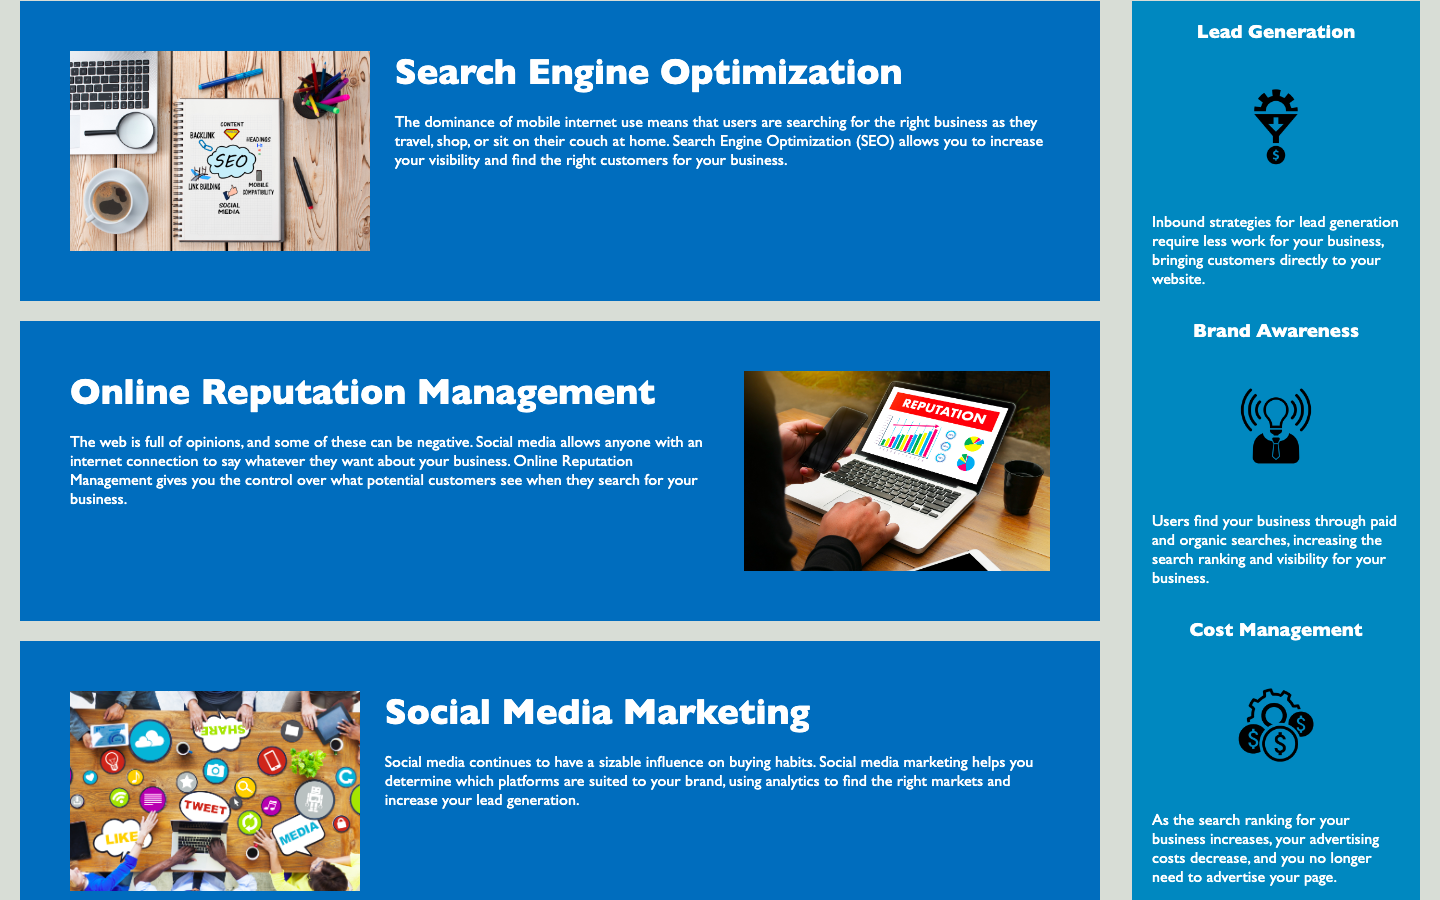 Search Engine Optimization
The dominance of mobile internet use means that users are searching for the right business as they
travel, shop, or sit on their couch at home. Search Engine Optimization (SEO) allows you to increase
your visibility and find the right customers for your business.
CONTENT
BACKLINK
HEADINGS
SEO
LINK BUILDING
MOBILE
COMPATIBILITY
SOCIAL
MEDIA
Online Reputation Management
The web is full of opinions, and some of these can be negative. Social media allows anyone with an
internet connection to say whatever they want about your business. Online Reputation
Management gives you the control over what potential customers see when they search for your
business.
REPUTATION
Social Media Marketing
Social media continues to have a sizable influence on buying habits. Social media marketing helps you
determine which platforms are suited to your brand, using analytics to find the right markets and
increase your lead generation.
SHARE
TWEET
LIKE
MEDIA
Lead Generation
Inbound strategies for lead generation
require less work for your business,
bringing customers directly to your
website.
Brand Awareness
Users find your business through paid
and organic searches, increasing the
search ranking and visibility for your
business.
Cost Management
As the search ranking for your
business increases, your advertising
costs decrease, and you no longer
need to advertise your page.